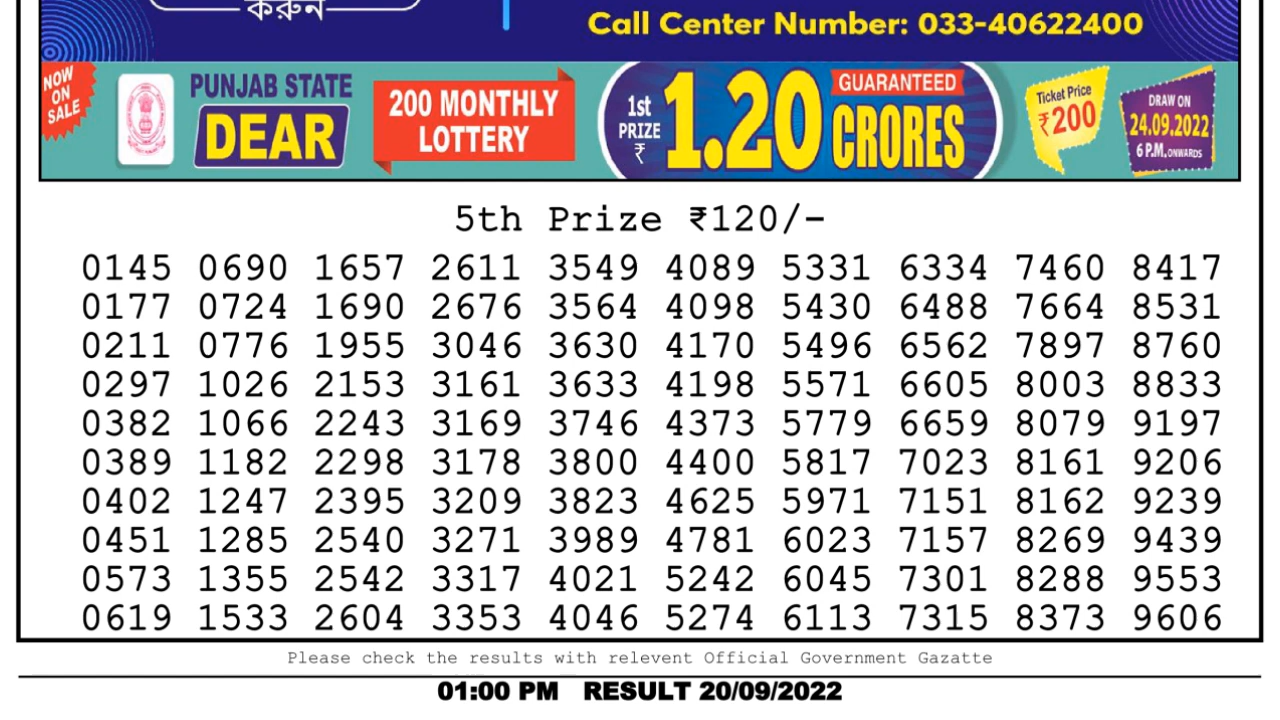 করুন
Call Center Number: 033-40622400
NOW
ON
SALE
PUNJAB STATE
DEAR
200 MONTHLY
LOTTERY
1st
PRIZE
₹
1.20
GUARANTEED
CRORES
Ticket Price
₹200
DRAW ON
24.09.2022
6 P.M. ONWARDS
5th Prize ₹120/-
0145 0690 1657 2611 3549 4089 5331 6334 7460 8417
0177 0724 1690 2676 3564 4098 5430 6488 7664 8531
0211 0776 1955 3046 3630 4170 5496 6562 7897 8760
0297 1026 2153 3161 3633 4198 5571 6605 8003 8833
0382 1066 2243 3169 3746 4373 5779 6659 8079 9197
0389 1182 2298 3178 3800 4400 5817 7023 8161 9206
0402 1247 2395 3209 3823 4625 5971 7151 8162 9239
0451 1285 2540 3271 3989 4781 6023 7157 8269 9439
0573 1355 2542 3317 4021 5242 6045 7301 8288 9553
0619 1533 2604 3353 4046 5274 6113 7315 8373 9606
Please check the results with relevent Official Government Gazatte
01:00 PM RESULT 20/09/2022